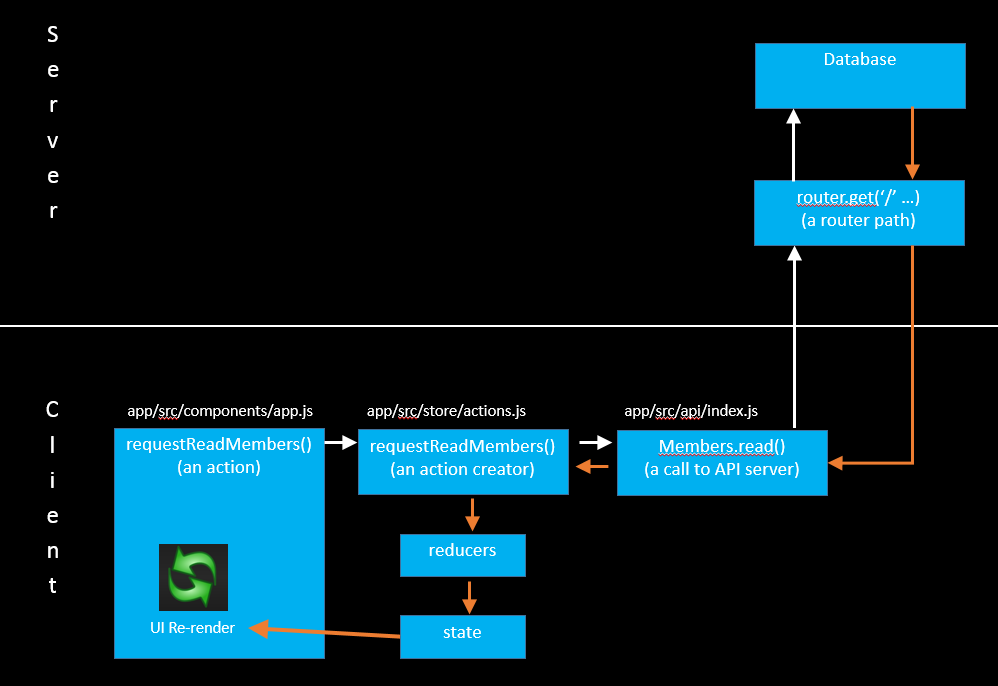 Server
Database
router.get(‘/’ …)
(a router path)
Client
app/src/components/app.js
app/src/store/actions.js
app/src/api/index.js
requestReadMembers()
(an action)
requestReadMembers()
(an action creator)
Members.read()
(a call to API server)
reducers
UI Re-render
state